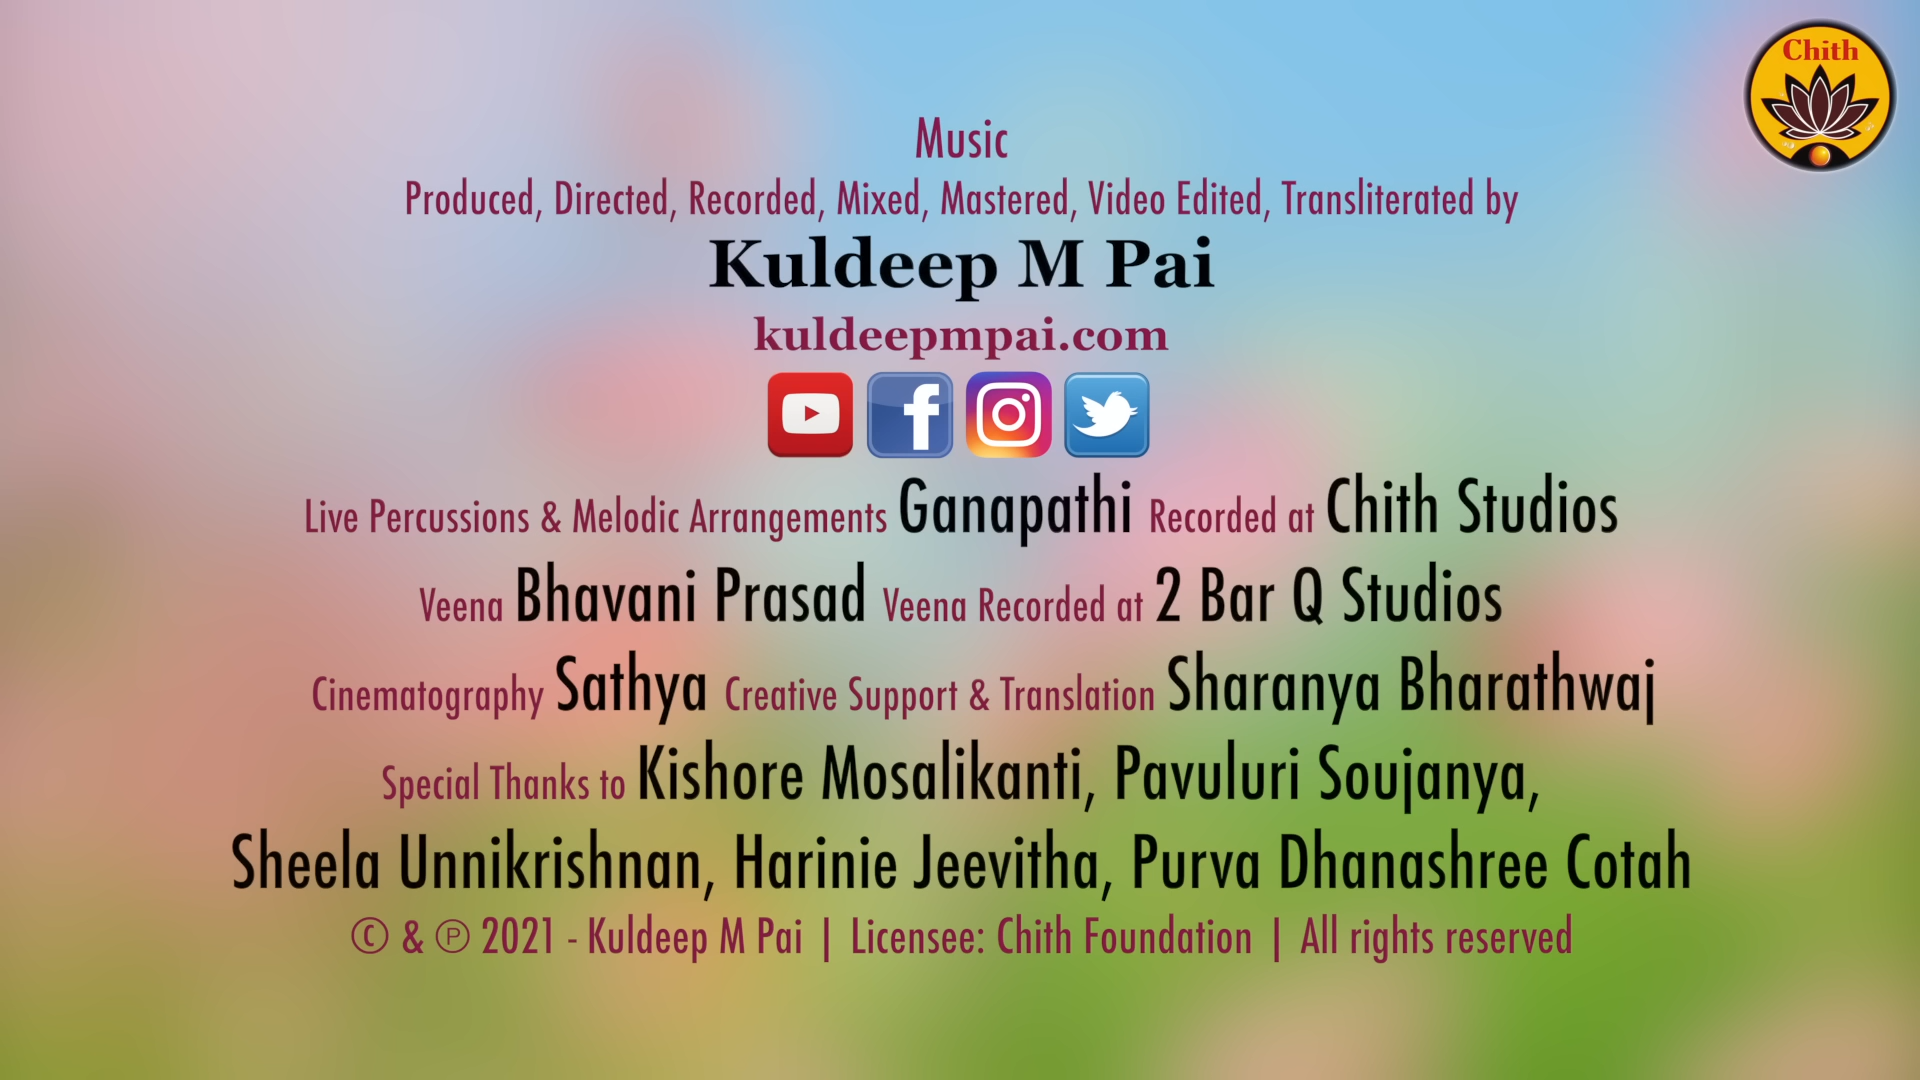 Chith
Music
Produced, Directed, Recorded, Mixed, Mastered, Video Edited, Transliterated by
Kuldeep M Pai
kuldeepmpai.com
Live Percussions & Melodic Arrangements Ganapathi Recorded at Chith Studios
Veena Bhavani Prasad Veena Recorded at 2 Bar Q Studios
Cinematography Sathya Creative Support & Translation Sharanya Bharathwaj
Special Thanks to Kishore Mosalikanti, Pavuluri Soujanya,
Sheela Unnikrishnan, Harinie Jeevitha, Purva Dhanashree Cotah
© & ℗ 2021 - Kuldeep M Pai | Licensee: Chith Foundation | All rights reserved